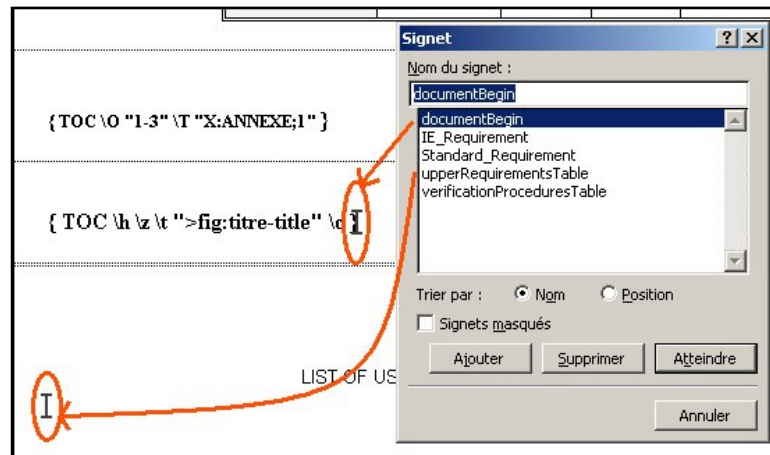 { TOC \O "1-3" \T "X:ANNEXE;1" }
{ TOC \h \z \t ">fig:titre-title" \c }
LIST OF US
Signet
Nom du signet :
documentBegin
documentBegin
IE_Requirement
Standard_Requirement
upperRequirementsTable
verificationProceduresTable
Trier par :
Nom
Position
Signets masqués
Ajouter
Supprimer
Atteindre
Annuler